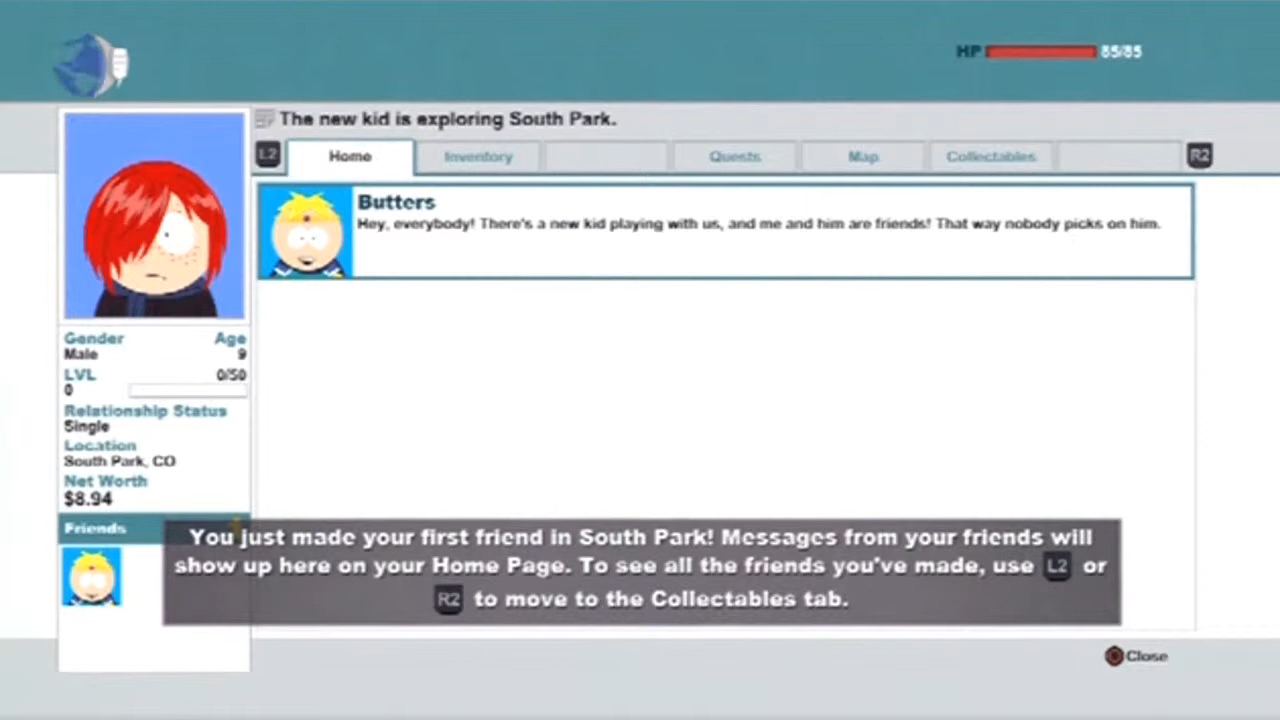 HP 85/85
The new kid is exploring South Park.
L2 Home Inventory Quests Map Collectables R2
Butters
Hey, everybody! There's a new kid playing with us, and me and him are friends! That way nobody picks on him.
Gender Age
Male 9
LVL 0/50
0
Relationship Status
Single
Location
South Park, CO
Net Worth
$8.94
Friends
You just made your first friend in South Park! Messages from your friends will
show up here on your Home Page. To see all the friends you've made, use L2 or
R2 to move to the Collectables tab.
Close